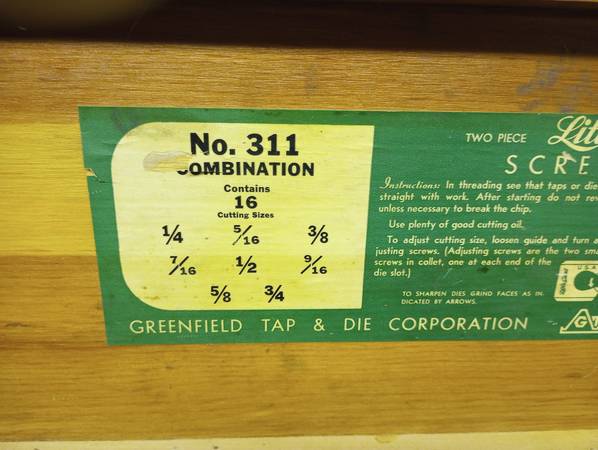 No. 311
COMBINATION
Contains
16
Cutting Sizes
1/4 5/16 3/8
7/16 1/2 9/16
5/8 3/4
TWO PIECE
SCRE
Instructions: In threading see that taps or die
straight with work. After starting do not rev
unless necessary to break the chip.
Use plenty of good cutting oil.
To adjust cutting size, loosen guide and turn a
justing screws. (Adjusting screws are the two sma
screws in collet, one at each end of the
die slot.)
TO SHARPEN DIES GRIND FACES AS IN-
DICATED BY ARROWS.
U.S.A.
GREENFIELD TAP & DIE CORPORATION